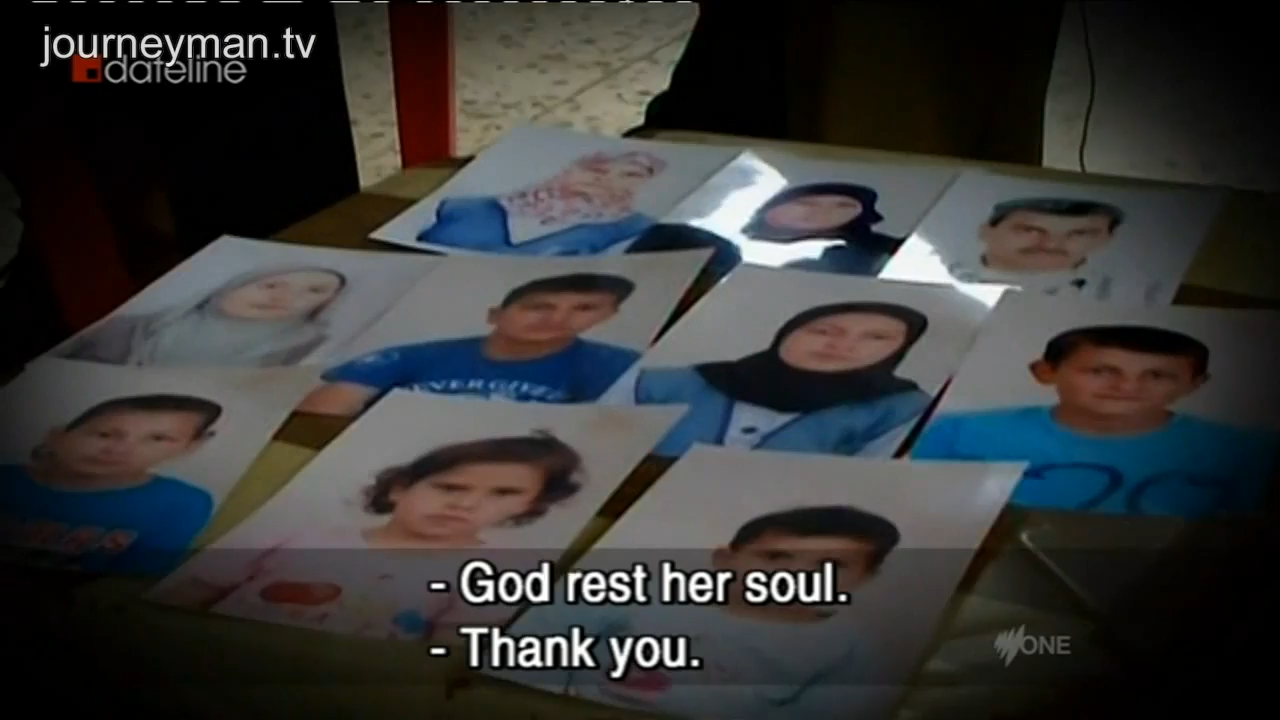 journeyman.tv
dateline
- God rest her soul.
- Thank you.
ONE